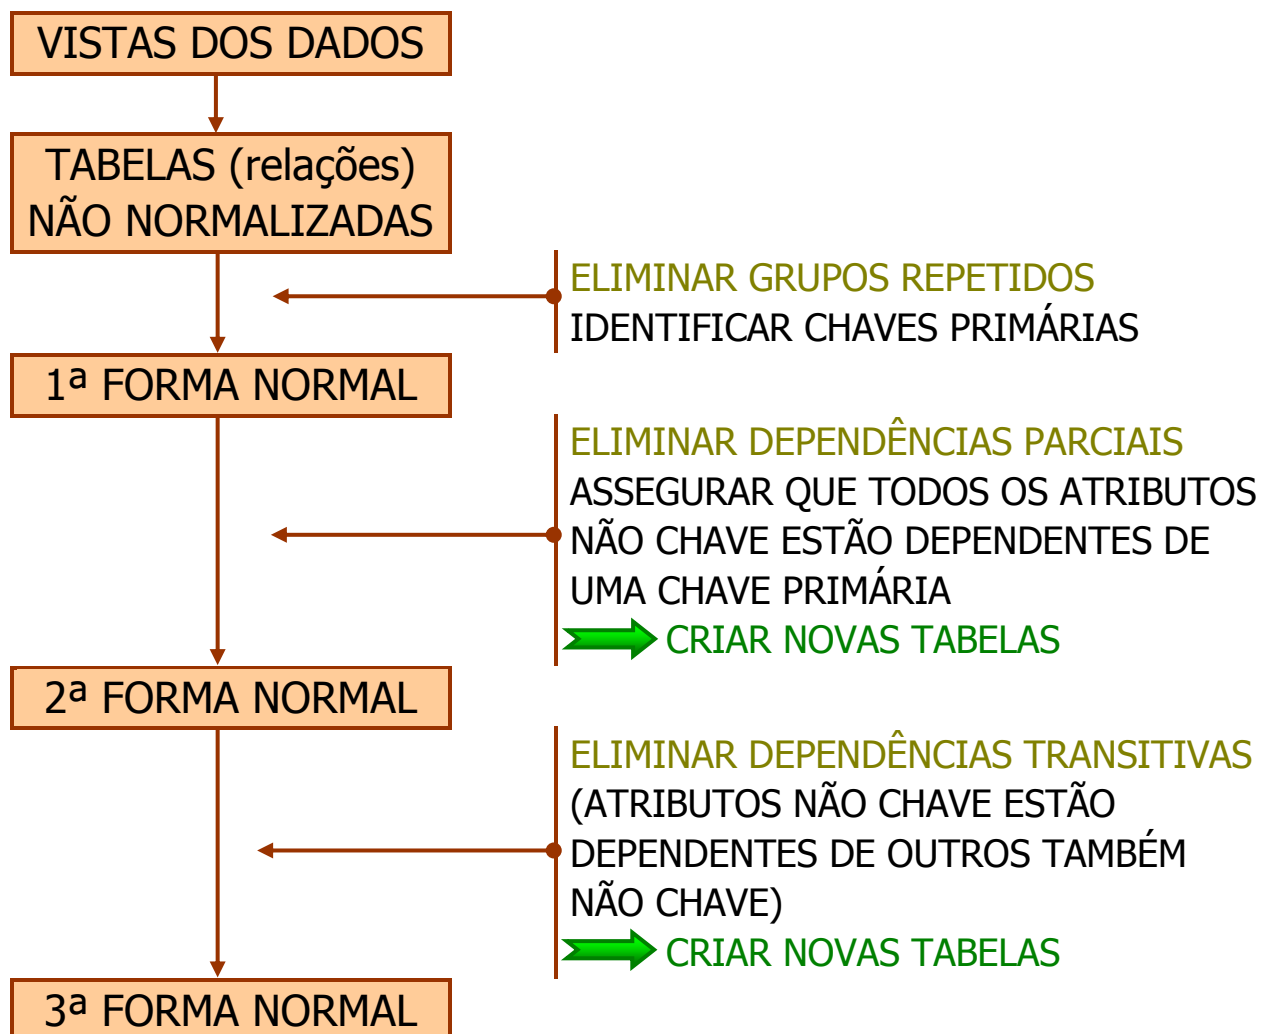 VISTAS DOS DADOS
TABELAS (relações)
NÃO NORMALIZADAS
ELIMINAR GRUPOS REPETIDOS
IDENTIFICAR CHAVES PRIMÁRIAS
1ª FORMA NORMAL
ELIMINAR DEPENDÊNCIAS PARCIAIS
ASSEGURAR QUE TODOS OS ATRIBUTOS
NÃO CHAVE ESTÃO DEPENDENTES DE
UMA CHAVE PRIMÁRIA
CRIAR NOVAS TABELAS
2ª FORMA NORMAL
ELIMINAR DEPENDÊNCIAS TRANSITIVAS
(ATRIBUTOS NÃO CHAVE ESTÃO
DEPENDENTES DE OUTROS TAMBÉM
NÃO CHAVE)
CRIAR NOVAS TABELAS
3ª FORMA NORMAL